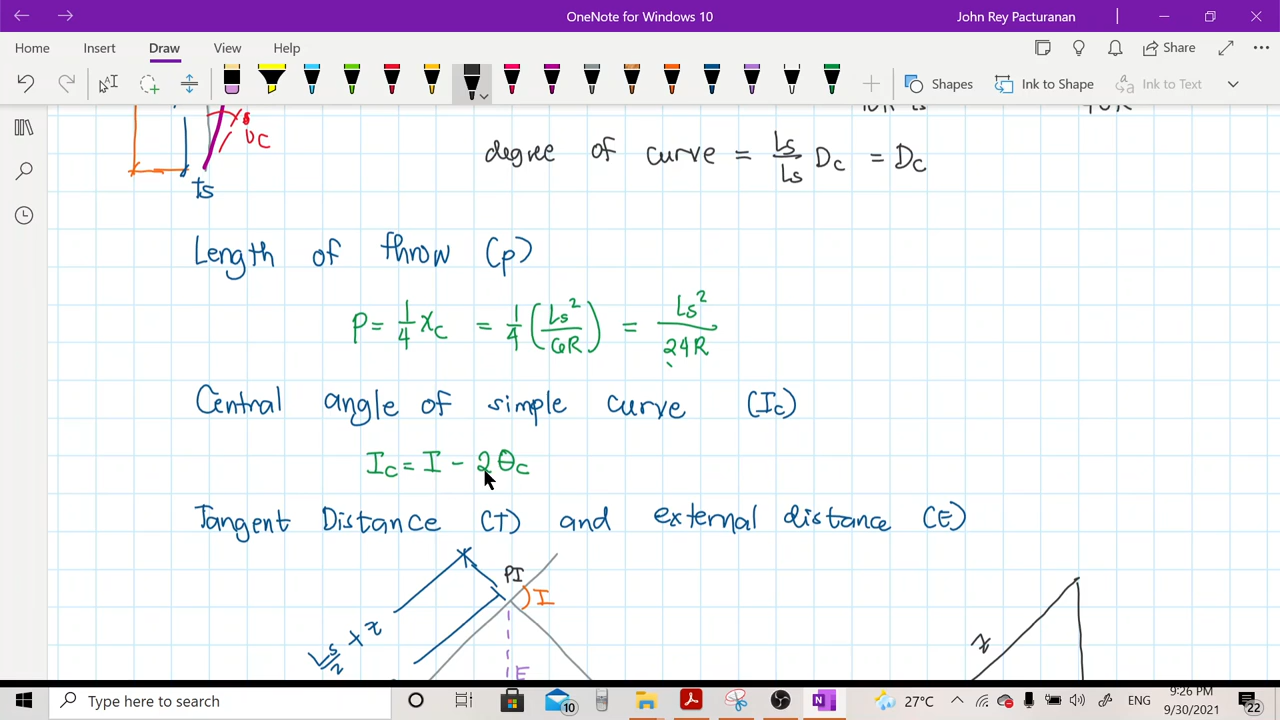 OneNote for Windows 10
John Rey Pacturanan
Home Insert Draw View Help
Share
Shapes
Ink to Shape
Ink to Text
Dc
ts
degree of curve = Ls/Ls Dc = Dc
Length of throw (p)
P = 1/4 Xc = 1/4 (Ls²/6R) = Ls²/24R
Central angle of simple curve (Ic)
Ic = I - 2θc
Tangent Distance (T) and external distance (E)
PI
I
Ls/2 + z
z
E
Type here to search
10
27°C
ENG
9:26 PM
9/30/2021
22